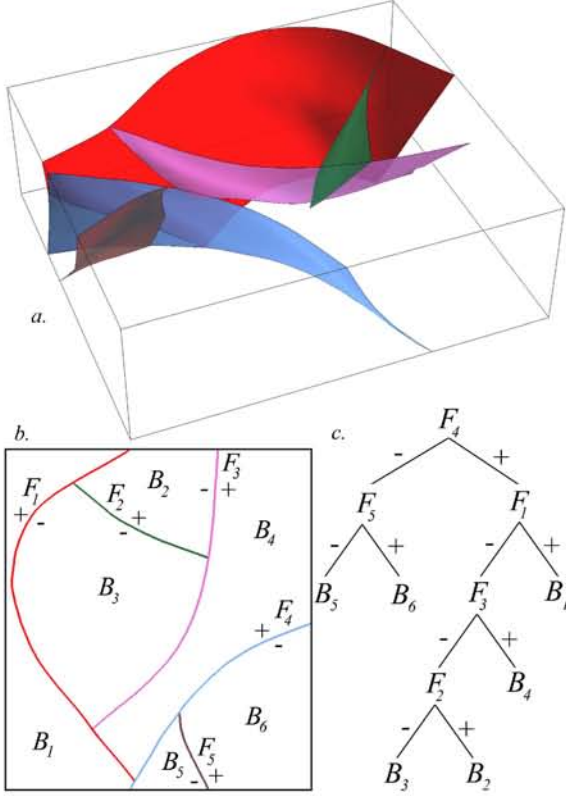 a.
b.
F₁
+ -
F₂
- +
B₂
F₃
- +
B₄
B₃
F₄
+ -
B₁
B₅
F₅
- +
B₆
c.
F₄
- +
F₅ F₁
- + - +
B₅ B₆ F₃ B₁
- +
F₂ B₄
- +
B₃ B₂